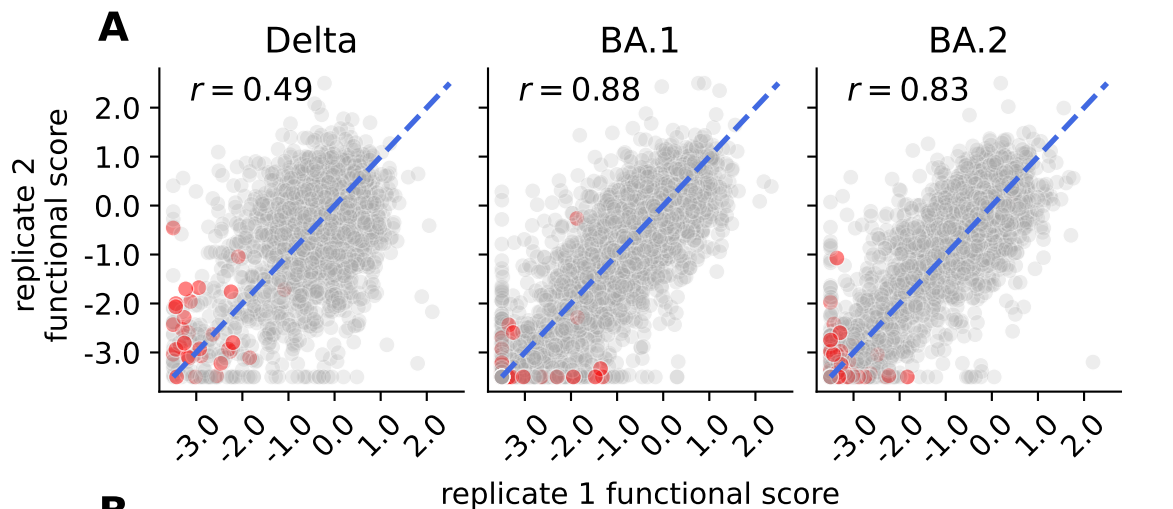 A
Delta
BA.1
BA.2
r = 0.49
r = 0.88
r = 0.83
replicate 2
functional score
2.0
1.0
0.0
-1.0
-2.0
-3.0
-3.0 -2.0 -1.0 0.0 1.0 2.0
-3.0 -2.0 -1.0 0.0 1.0 2.0
-3.0 -2.0 -1.0 0.0 1.0 2.0
replicate 1 functional score